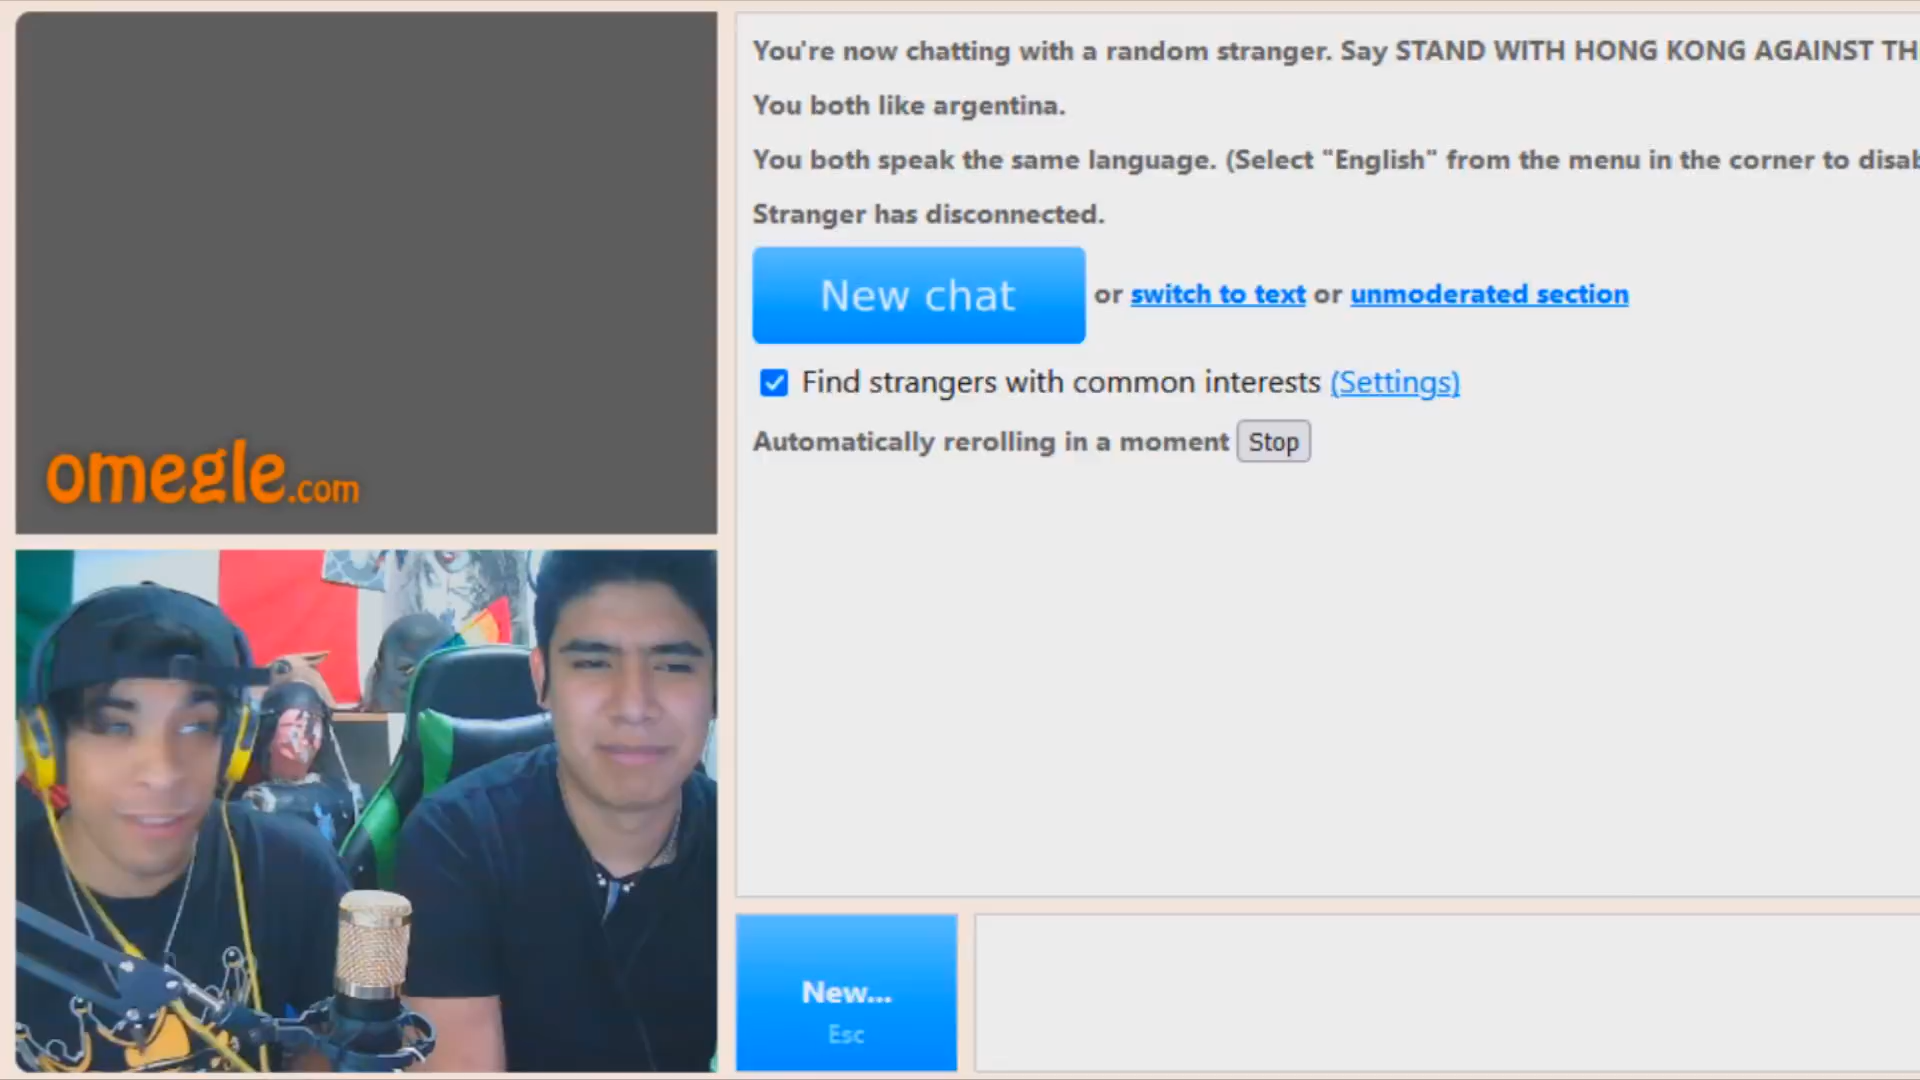 You're now chatting with a random stranger. Say STAND WITH HONG KONG AGAINST TH
You both like argentina.
You both speak the same language. (Select "English" from the menu in the corner to disab
Stranger has disconnected.
New chat or switch to text or unmoderated section
Find strangers with common interests (Settings)
Automatically rerolling in a moment Stop
omegle.com
New...
Esc